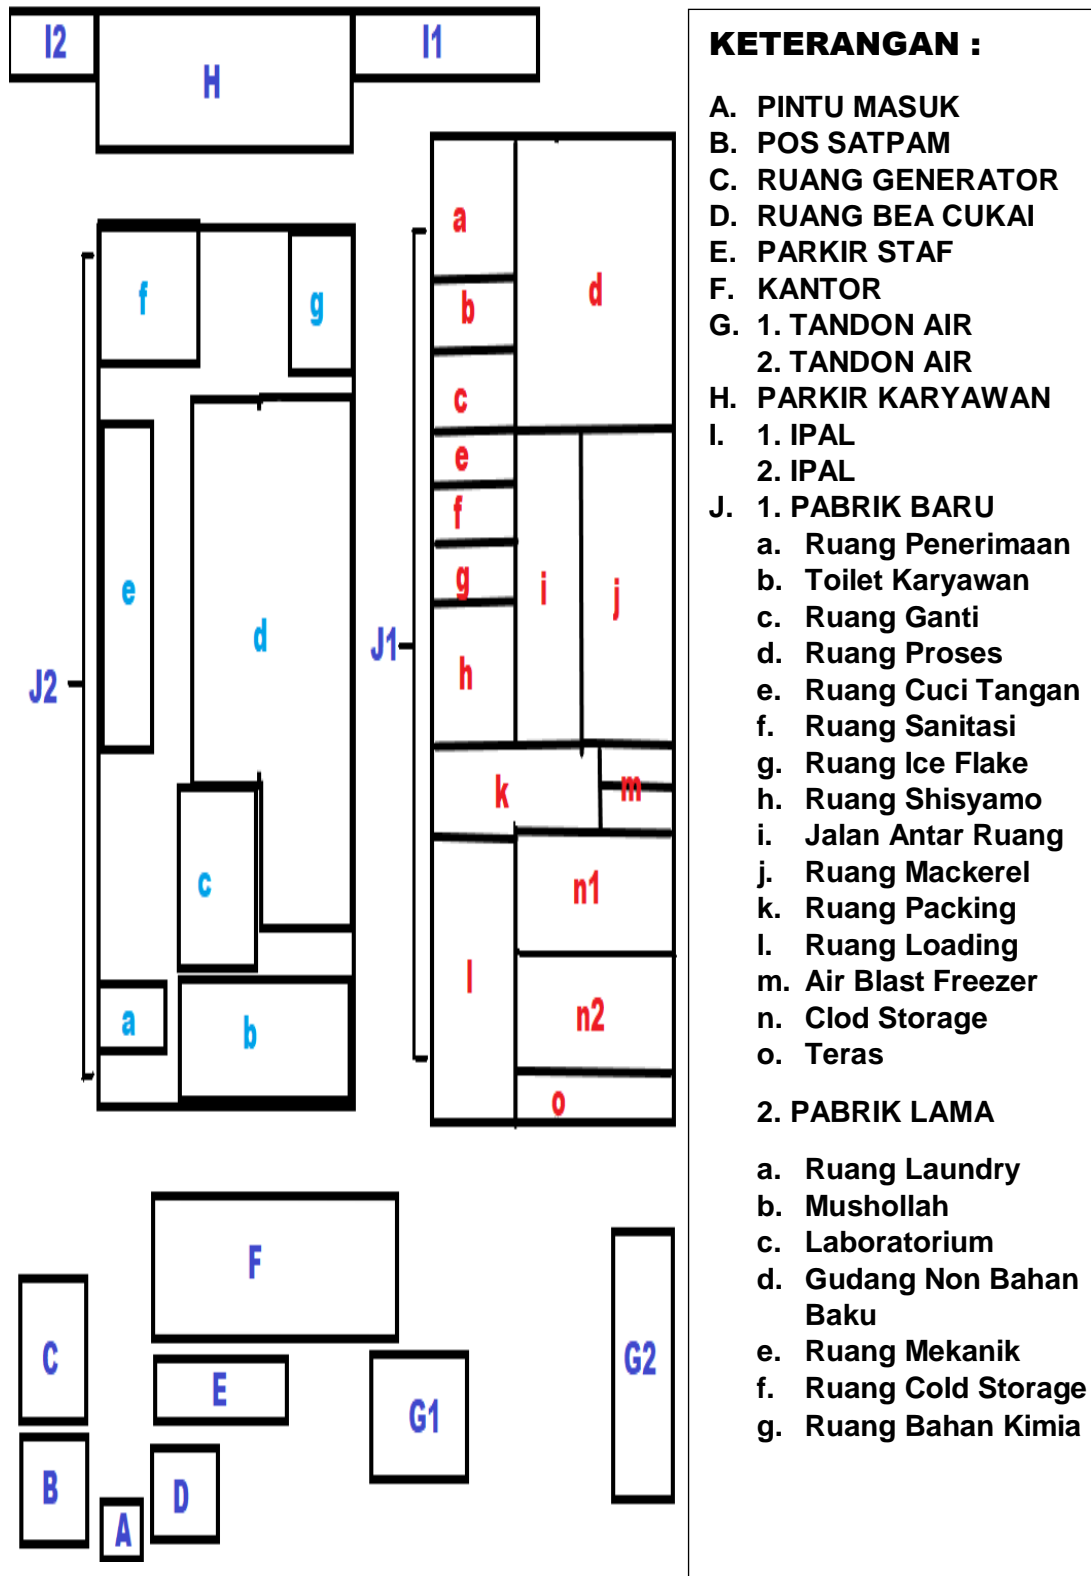 I2
I1
H
KETERANGAN :
A. PINTU MASUK
B. POS SATPAM
C. RUANG GENERATOR
D. RUANG BEA CUKAI
E. PARKIR STAF
F. KANTOR
G. 1. TANDON AIR
2. TANDON AIR
H. PARKIR KARYAWAN
I. 1. IPAL
2. IPAL
J. 1. PABRIK BARU
a. Ruang Penerimaan
b. Toilet Karyawan
c. Ruang Ganti
d. Ruang Proses
e. Ruang Cuci Tangan
f. Ruang Sanitasi
g. Ruang Ice Flake
h. Ruang Shisyamo
i. Jalan Antar Ruang
j. Ruang Mackerel
k. Ruang Packing
l. Ruang Loading
m. Air Blast Freezer
n. Clod Storage
o. Teras
2. PABRIK LAMA
a. Ruang Laundry
b. Mushollah
c. Laboratorium
d. Gudang Non Bahan
Baku
e. Ruang Mekanik
f. Ruang Cold Storage
g. Ruang Bahan Kimia
J2
f
g
e
d
c
a
b
J1
a
b
d
c
e
f
g
i
j
h
k
m
n1
l
n2
o
F
C
E
G1
G2
B
D
A